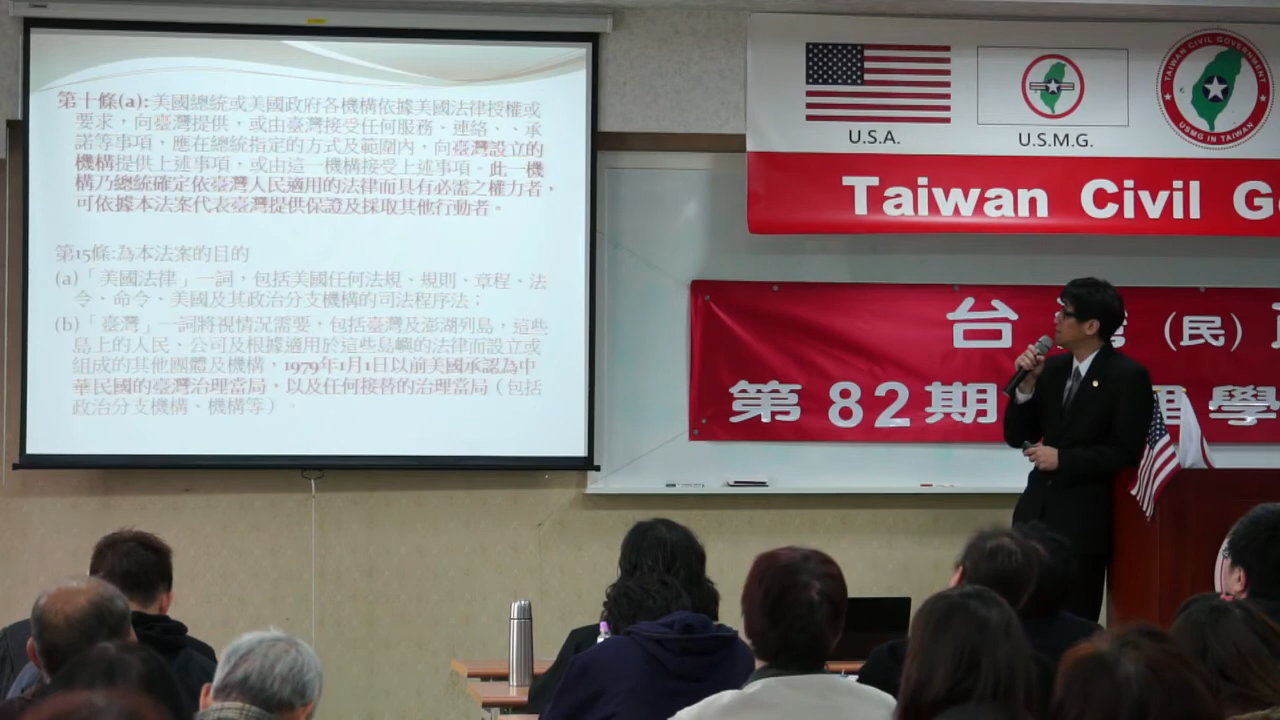 第十條(a): 美國總統或美國政府各機構依據美國法律授權或
要求，向臺灣提供，或由臺灣接受任何服務、連絡、、承
諾等事項，應在總統指定的方式及範圍內，向臺灣設立的
機構提供上述事項，或由這一機構接受上述事項。此一機
構乃總統確定依臺灣人民適用的法律而具有必需之權力者，
可依據本法案代表臺灣提供保證及採取其他行動者。
第15條:為本法案的目的
(a)「美國法律」一詞，包括美國任何法規、規則、章程、法
令、命令、美國及其政治分支機構的司法程序法；
(b)「臺灣」一詞將視情況需要，包括臺灣及澎湖列島，這些
島上的人民、公司及根據適用於這些島嶼的法律而設立或
組成的其他團體及機構，1979年1月1日以前美國承認為中
華民國的臺灣治理當局，以及任何接替的治理當局（包括
政治分支機構、機構等）。
U.S.A.
U.S.M.G.
TAIWAN CIVIL GOVERNMENT
USMG IN TAIWAN
Taiwan Civil G
台 (民)
第82期 學